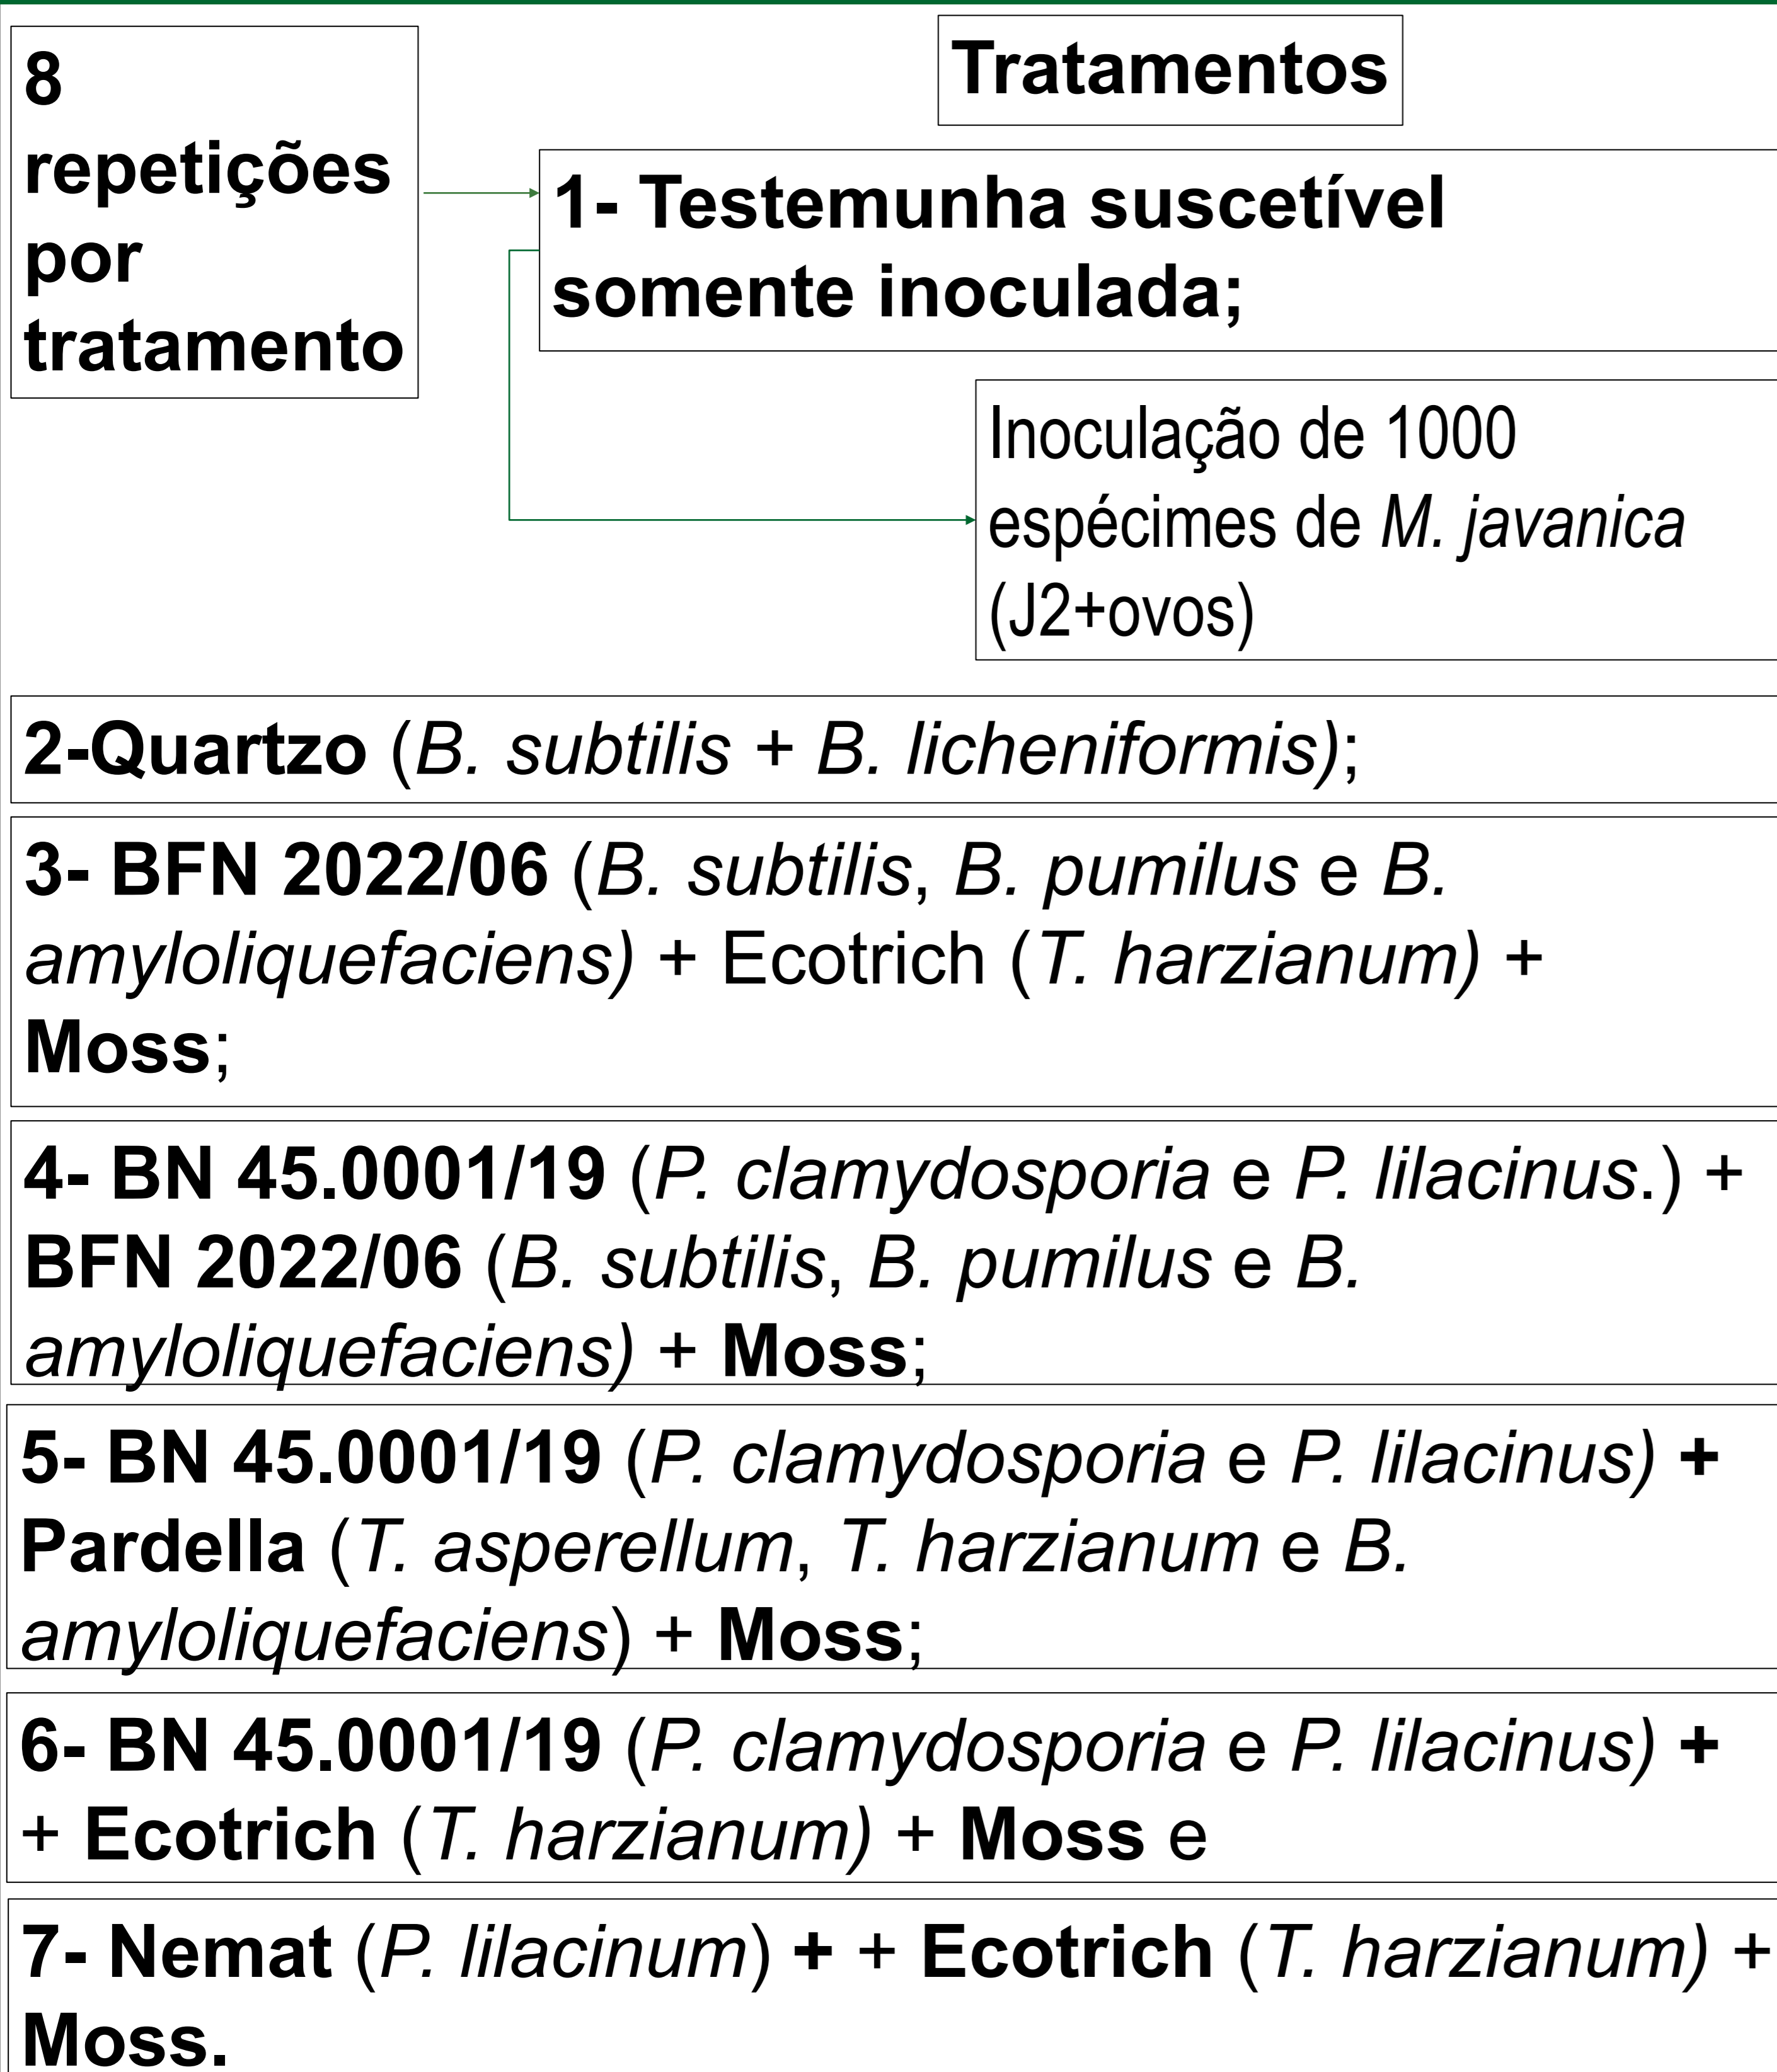 8
repetições
por
tratamento
Tratamentos
1- Testemunha suscetível
somente inoculada;
Inoculação de 1000
espécimes de M. javanica
(J2+ovos)
2-Quartzo (B. subtilis + B. licheniformis);
3- BFN 2022/06 (B. subtilis, B. pumilus e B.
amyloliquefaciens) + Ecotrich (T. harzianum) +
Moss;
4- BN 45.0001/19 (P. clamydosporia e P. lilacinus.) +
BFN 2022/06 (B. subtilis, B. pumilus e B.
amyloliquefaciens) + Moss;
5- BN 45.0001/19 (P. clamydosporia e P. lilacinus) +
Pardella (T. asperellum, T. harzianum e B.
amyloliquefaciens) + Moss;
6- BN 45.0001/19 (P. clamydosporia e P. lilacinus) +
+ Ecotrich (T. harzianum) + Moss e
7- Nemat (P. lilacinum) + + Ecotrich (T. harzianum) +
Moss.